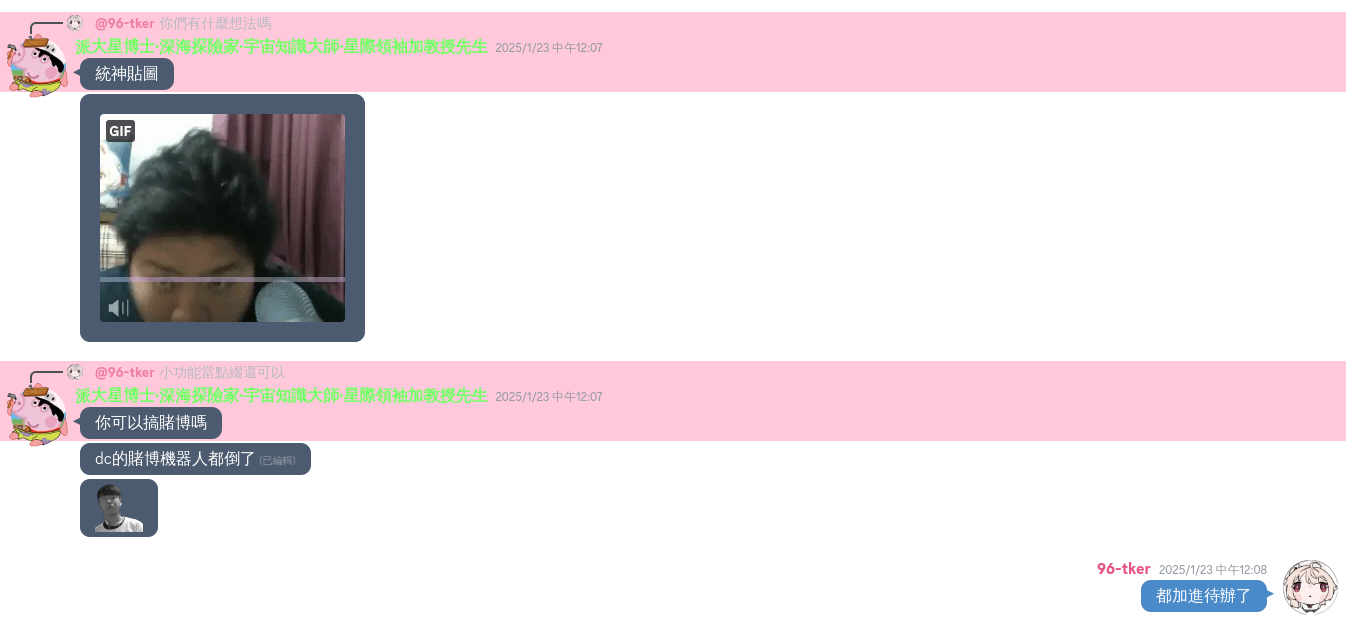 @96-tker 你們有什麼想法嗎
派大星博士·深海探險家·宇宙知識大師·星際領袖加教授先生 2025/1/23 中午12:07
統神貼圖
GIF
@96-tker 小功能當點綴還可以
派大星博士·深海探險家·宇宙知識大師·星際領袖加教授先生 2025/1/23 中午12:07
你可以搞賭博嗎
dc的賭博機器人都倒了 (已編輯)
96-tker 2025/1/23 中午12:08
都加進待辦了